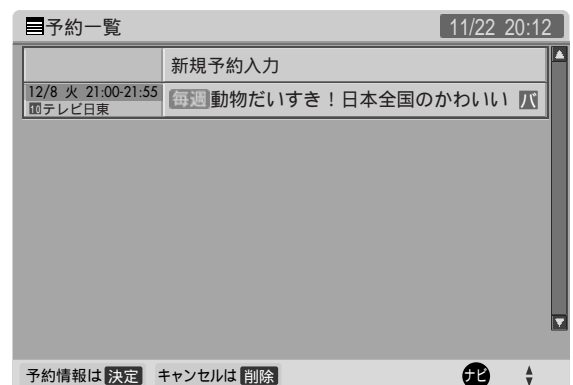 予約一覧 11/22 20:12
新規予約入力
12/8 火 21:00-21:55
10テレビ日東
毎週 動物だいすき！日本全国のかわいい バ
予約情報は 決定 キャンセルは 削除 ナビ